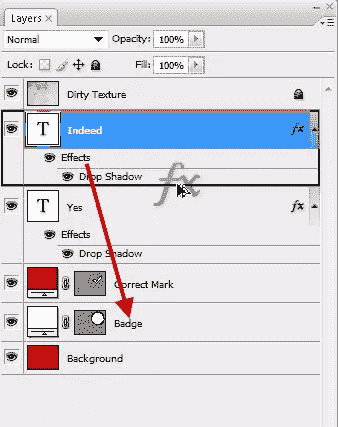 Layers ×
Normal Opacity: 100%
Lock: Fill: 100%
Dirty Texture
T Indeed fx
Effects
Drop Shadow
fx
T Yes fx
Effects
Drop Shadow
Correct Mark
Badge
Background